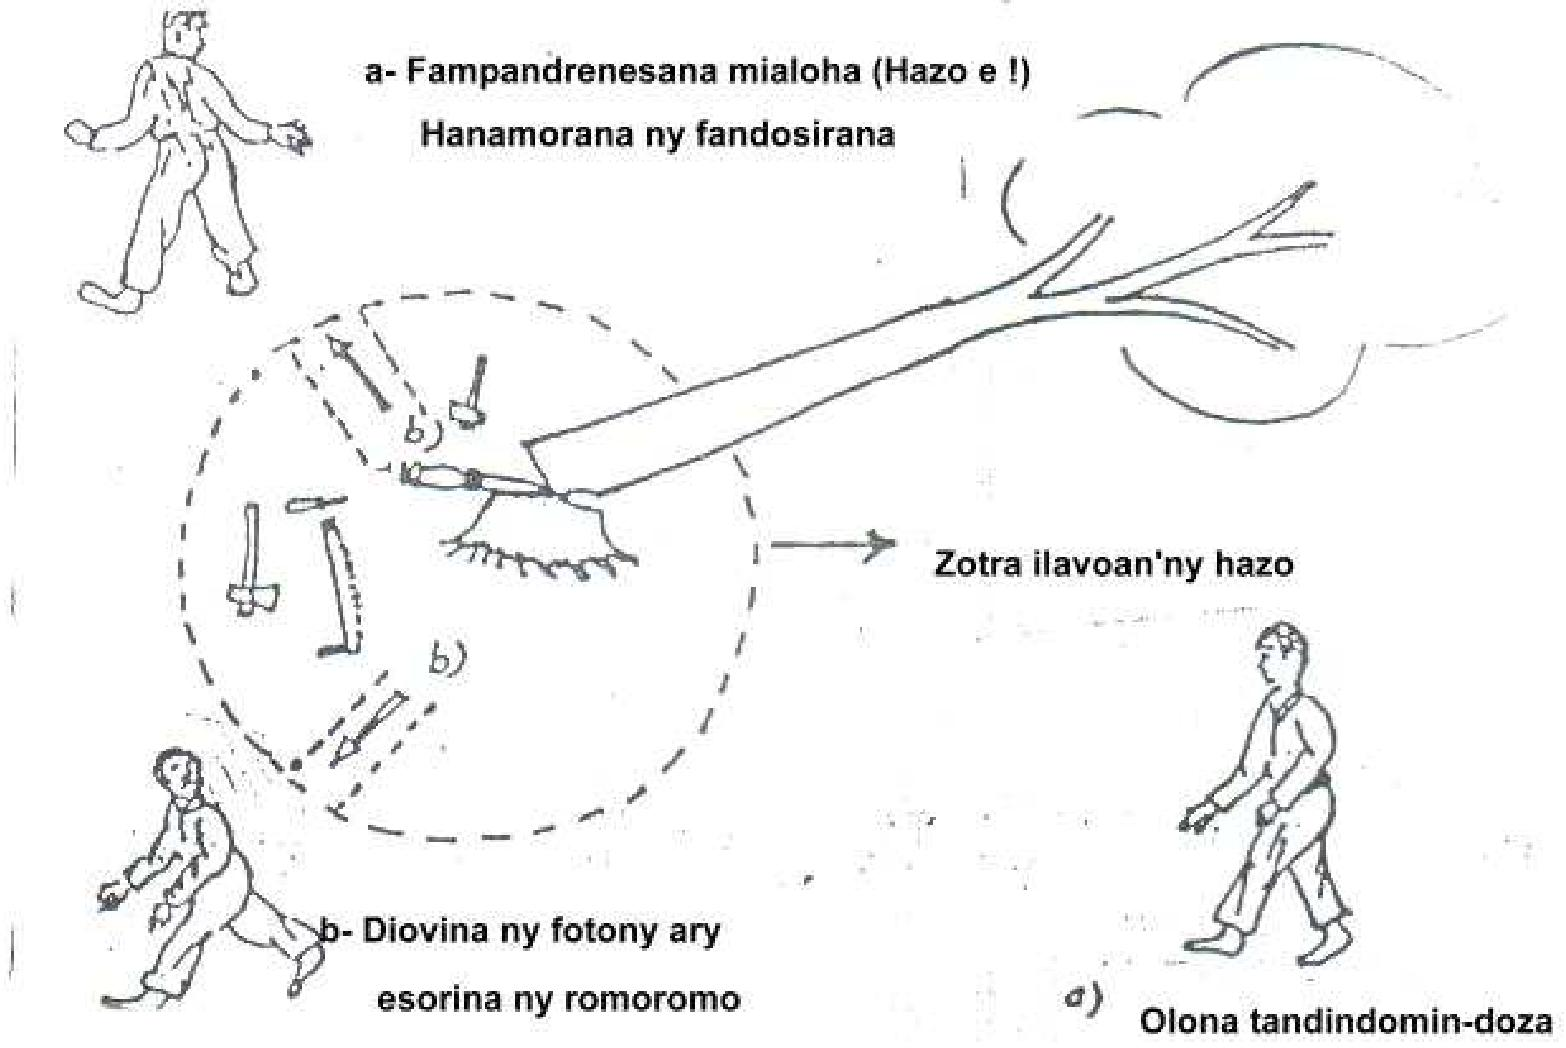 a- Fampandrenesana mialoha (Hazo e !)
Hanamorana ny fandosirana
b)
Zotra ilavoan'ny hazo
b)
b- Diovina ny fotony ary
esorina ny romoromo
a)
Olona tandindomin-doza